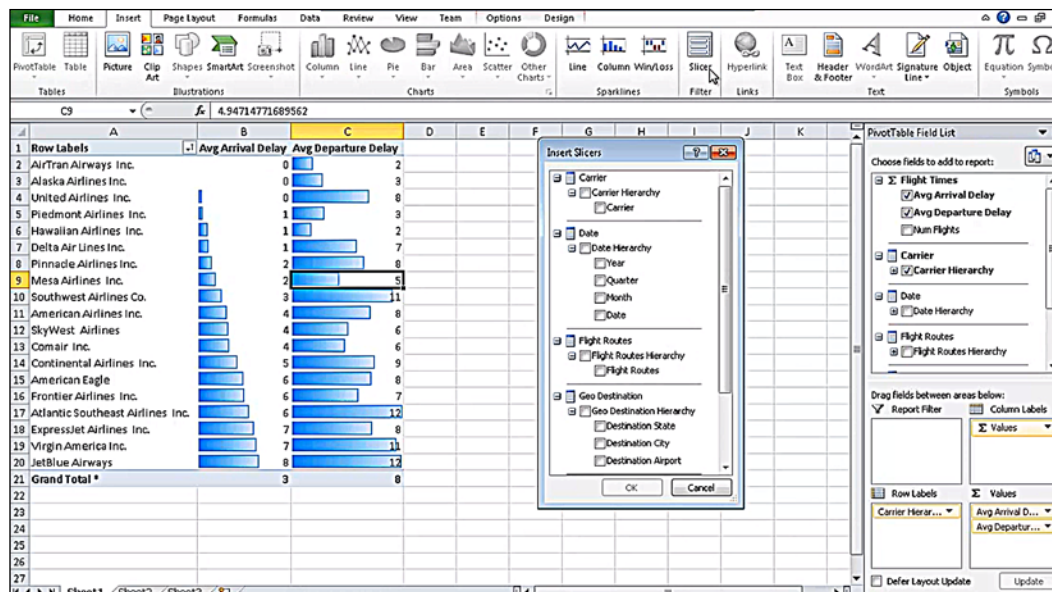 File Home Insert Page Layout Formulas Data Review View Team Options Design
PivotTable Table Picture Clip Art Shapes SmartArt Screenshot Column Line Pie Bar Area Scatter Other Charts Line Column Win/Loss Slicer Hyperlink Text Box Header & Footer WordArt Signature Line Object Equation
Tables Illustrations Charts Sparklines Filter Links Text Symbols
C9 fx 4.94714771689562
A B C D E F G H I J K
1 Row Labels Avg Arrival Delay Avg Departure Delay
2 AirTran Airways Inc. 0 2
3 Alaska Airlines Inc. 0 3
4 United Airlines Inc. 0 8
5 Piedmont Airlines Inc. 1 3
6 Hawaiian Airlines Inc. 1 2
7 Delta Air Lines Inc. 1 7
8 Pinnacle Airlines Inc. 2 8
9 Mesa Airlines Inc. 2 5
10 Southwest Airlines Co. 3 11
11 American Airlines Inc. 4 8
12 SkyWest Airlines 4 6
13 Comair Inc. 4 6
14 Continental Airlines Inc. 5 9
15 American Eagle 6 8
16 Frontier Airlines Inc. 6 7
17 Atlantic Southeast Airlines Inc. 6 12
18 ExpressJet Airlines Inc. 7 8
19 Virgin America Inc. 7 11
20 JetBlue Airways 8 12
21 Grand Total * 3 8
22
23
24
25
26
27
Sheet1 Sheet2 Sheet3
Insert Slicers
Carrier
Carrier Hierarchy
Carrier
Date
Date Hierarchy
Year
Quarter
Month
Date
Flight Routes
Flight Routes Hierarchy
Flight Routes
Geo Destination
Geo Destination Hierarchy
Destination State
Destination City
Destination Airport
OK Cancel
PivotTable Field List
Choose fields to add to report:
Σ Flight Times
Avg Arrival Delay
Avg Departure Delay
Num Flights
Carrier
Carrier Hierarchy
Date
Date Hierarchy
Flight Routes
Flight Routes Hierarchy
Drag fields between areas below:
Report Filter Column Labels
Σ Values
Row Labels Σ Values
Carrier Hierar... Avg Arrival D...
Avg Departur...
Defer Layout Update Update